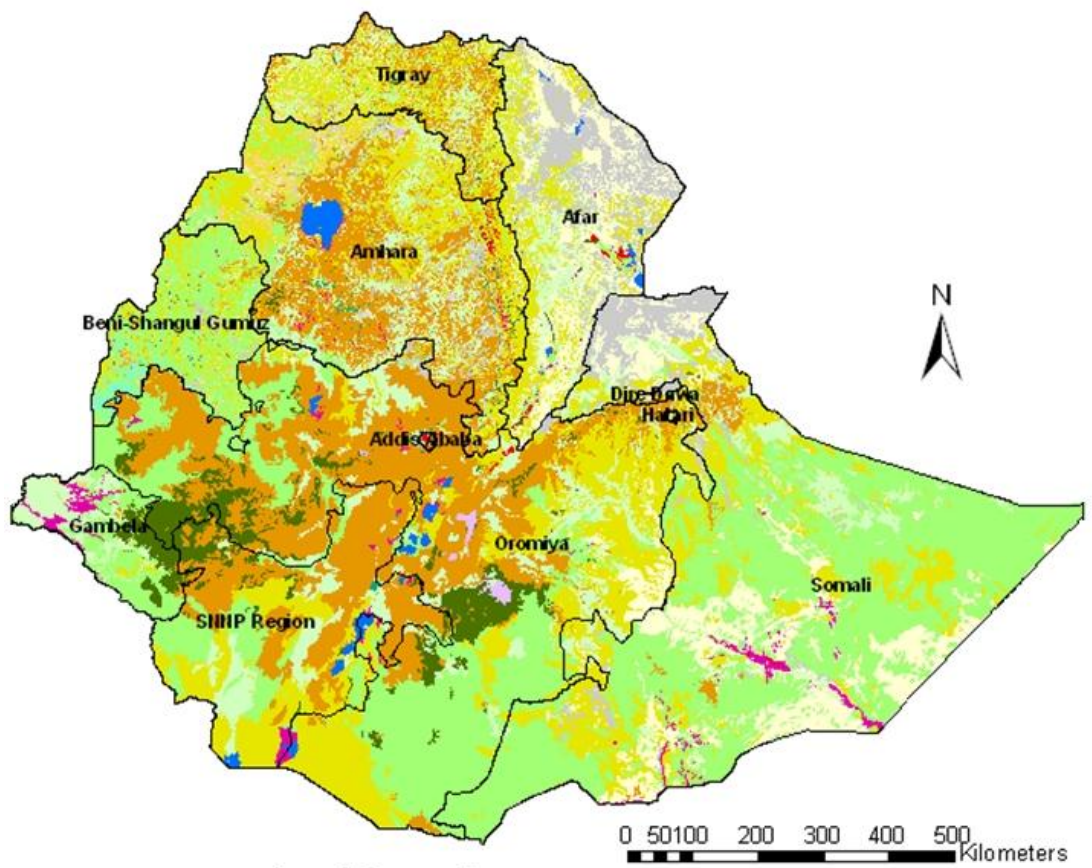 Tigray
Afar
Amhara
N
Beni-Shangul Gumuz
Dire Dawa
Harari
Addis Ababa
Gambela
Oromiya
Somali
SNNP Region
0 50 100 200 300 400 500
Kilometers